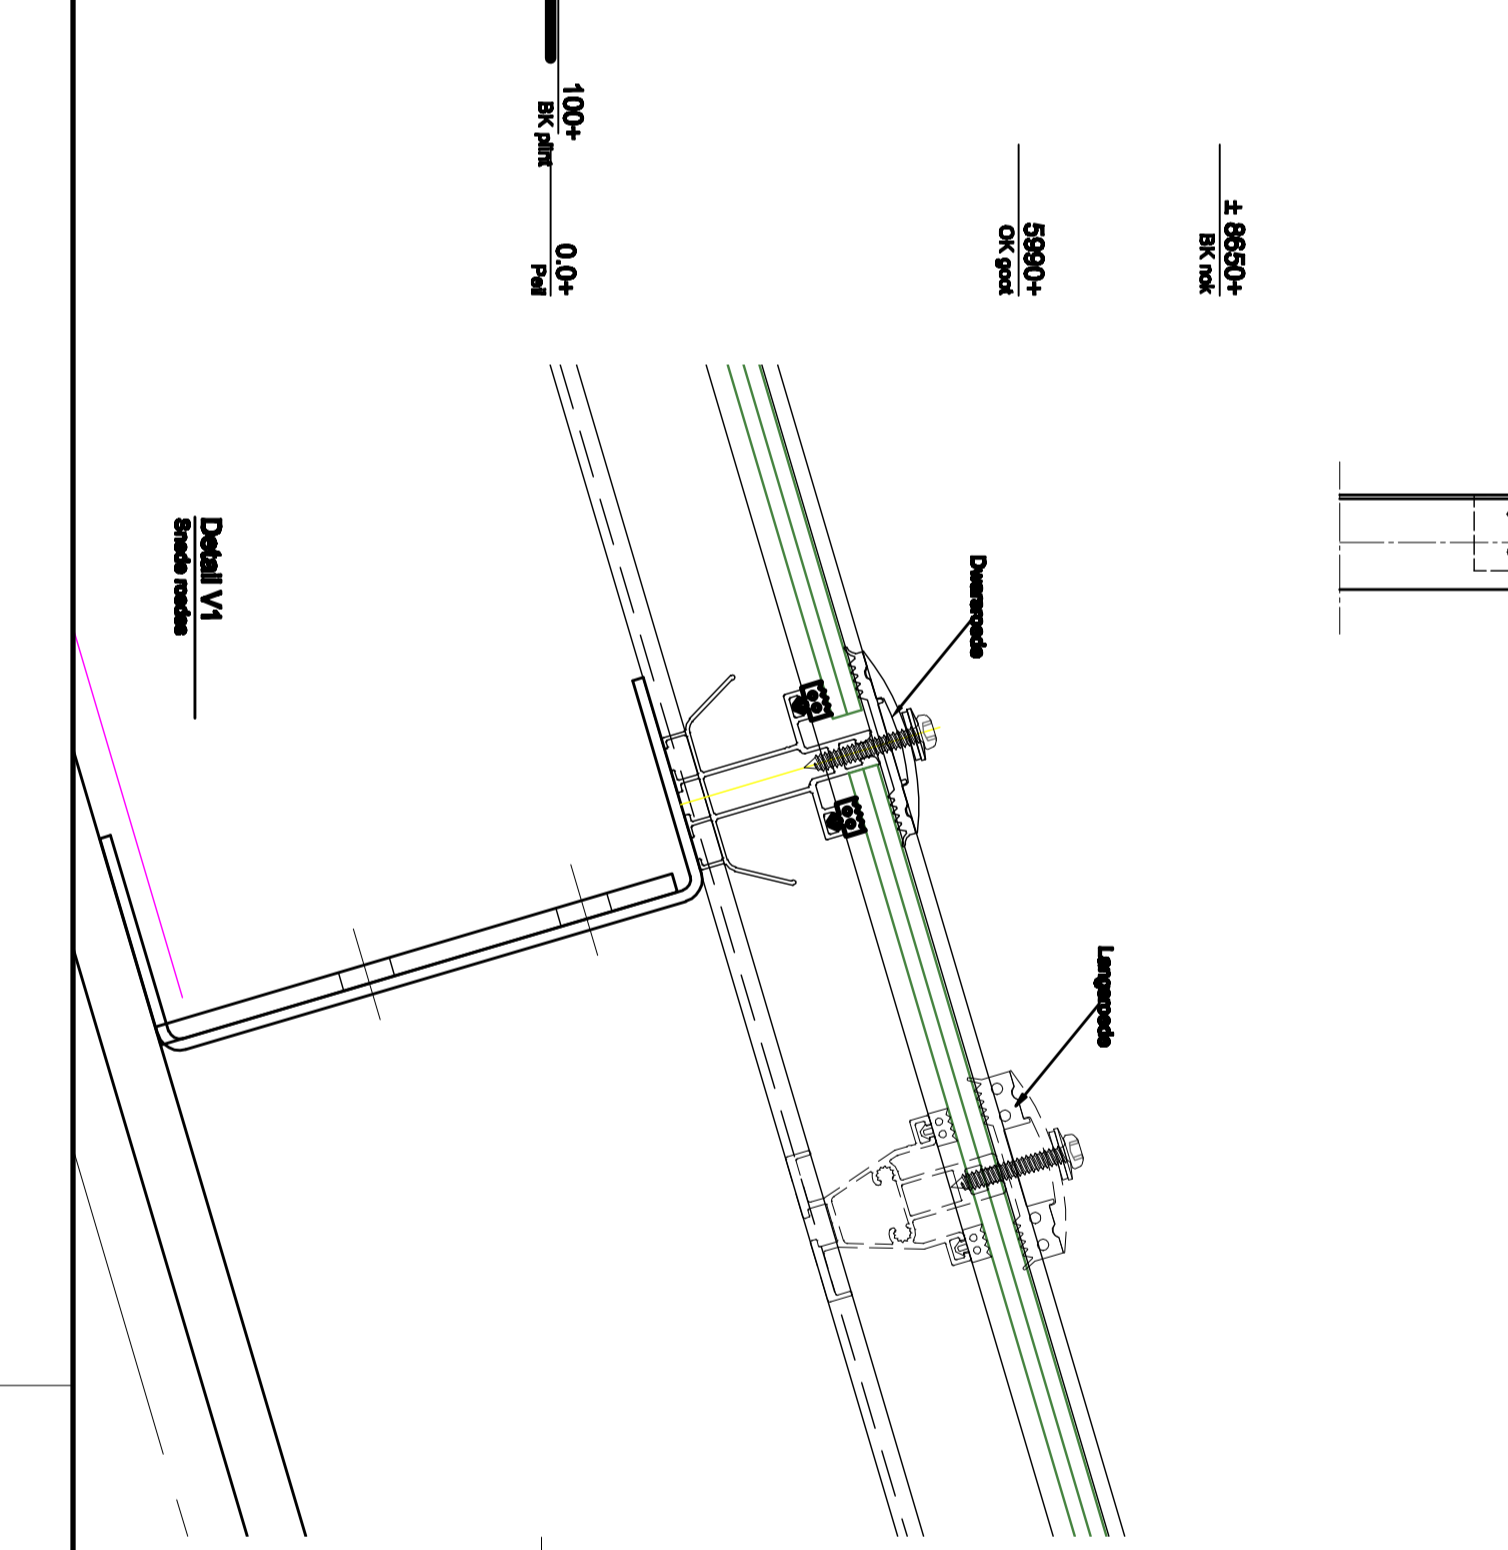 ± 8650+
BK nok
5990+
OK goot
100+
BK plint
0.0+
Peil
Dwarsroede
Langsroede
Detail V1
Snede roedes